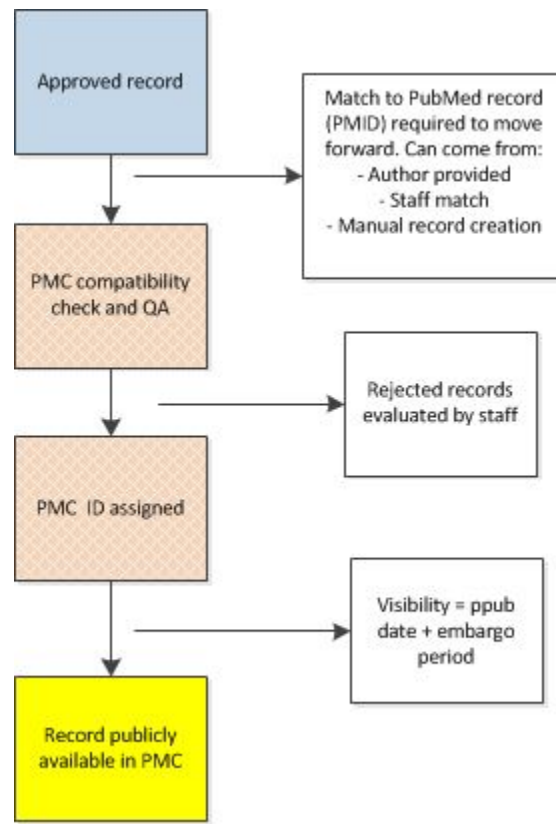 Approved record
Match to PubMed record
(PMID) required to move
forward. Can come from:
- Author provided
- Staff match
- Manual record creation
PMC compatibility
check and QA
Rejected records
evaluated by staff
PMC ID assigned
Visibility = ppub
date + embargo
period
Record publicly
available in PMC